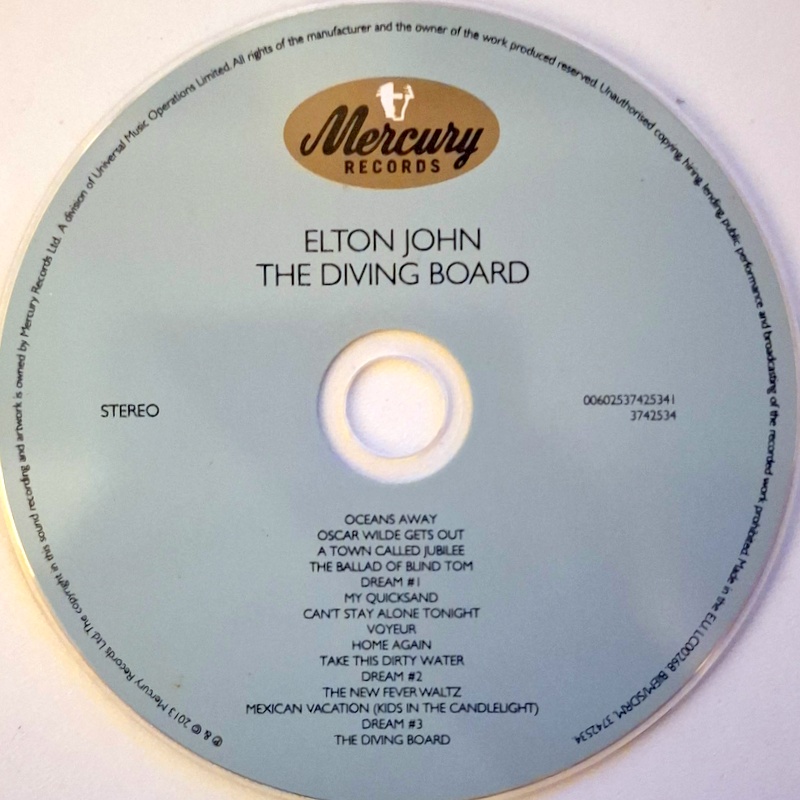 Mercury
RECORDS
ELTON JOHN
THE DIVING BOARD
STEREO
00602537425341
3742534
OCEANS AWAY
OSCAR WILDE GETS OUT
A TOWN CALLED JUBILEE
THE BALLAD OF BLIND TOM
DREAM #1
MY QUICKSAND
CAN'T STAY ALONE TONIGHT
VOYEUR
HOME AGAIN
TAKE THIS DIRTY WATER
DREAM #2
THE NEW FEVER WALTZ
MEXICAN VACATION (KIDS IN THE CANDLELIGHT)
DREAM #3
THE DIVING BOARD
℗ & © 2013 Mercury Records Ltd. The copyright in this sound recording and artwork is owned by Mercury Records Ltd. A division of Universal Music Operations Limited. All rights of the manufacturer and the owner of the work produced reserved. Unauthorised copying, hiring, lending, public performance and broadcasting of the recorded work prohibited. Made in the E.U. LC00268. BIEM/SDRM. 3742534.